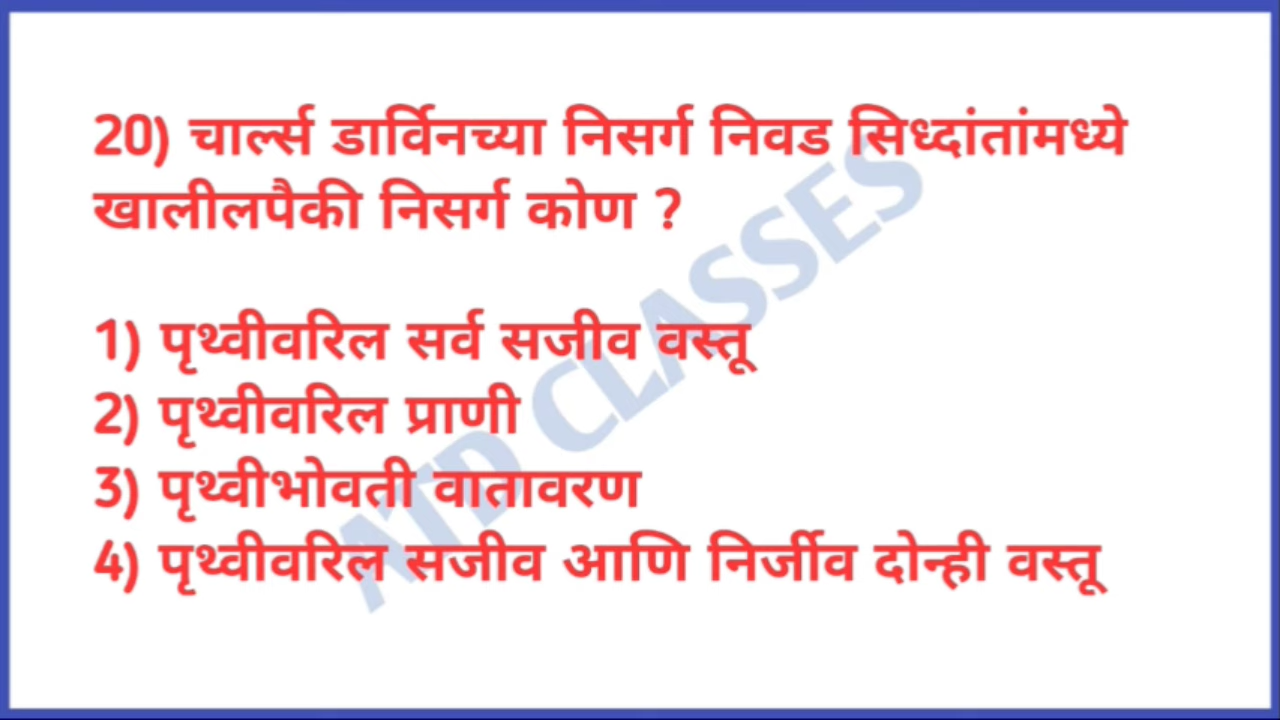 20) चार्ल्स डार्विनच्या निसर्ग निवड सिध्दांतांमध्ये
खालीलपैकी निसर्ग कोण ?
1) पृथ्वीवरिल सर्व सजीव वस्तू
2) पृथ्वीवरिल प्राणी
3) पृथ्वीभोवती वातावरण
4) पृथ्वीवरिल सजीव आणि निर्जीव दोन्ही वस्तू
ATD CLASSES